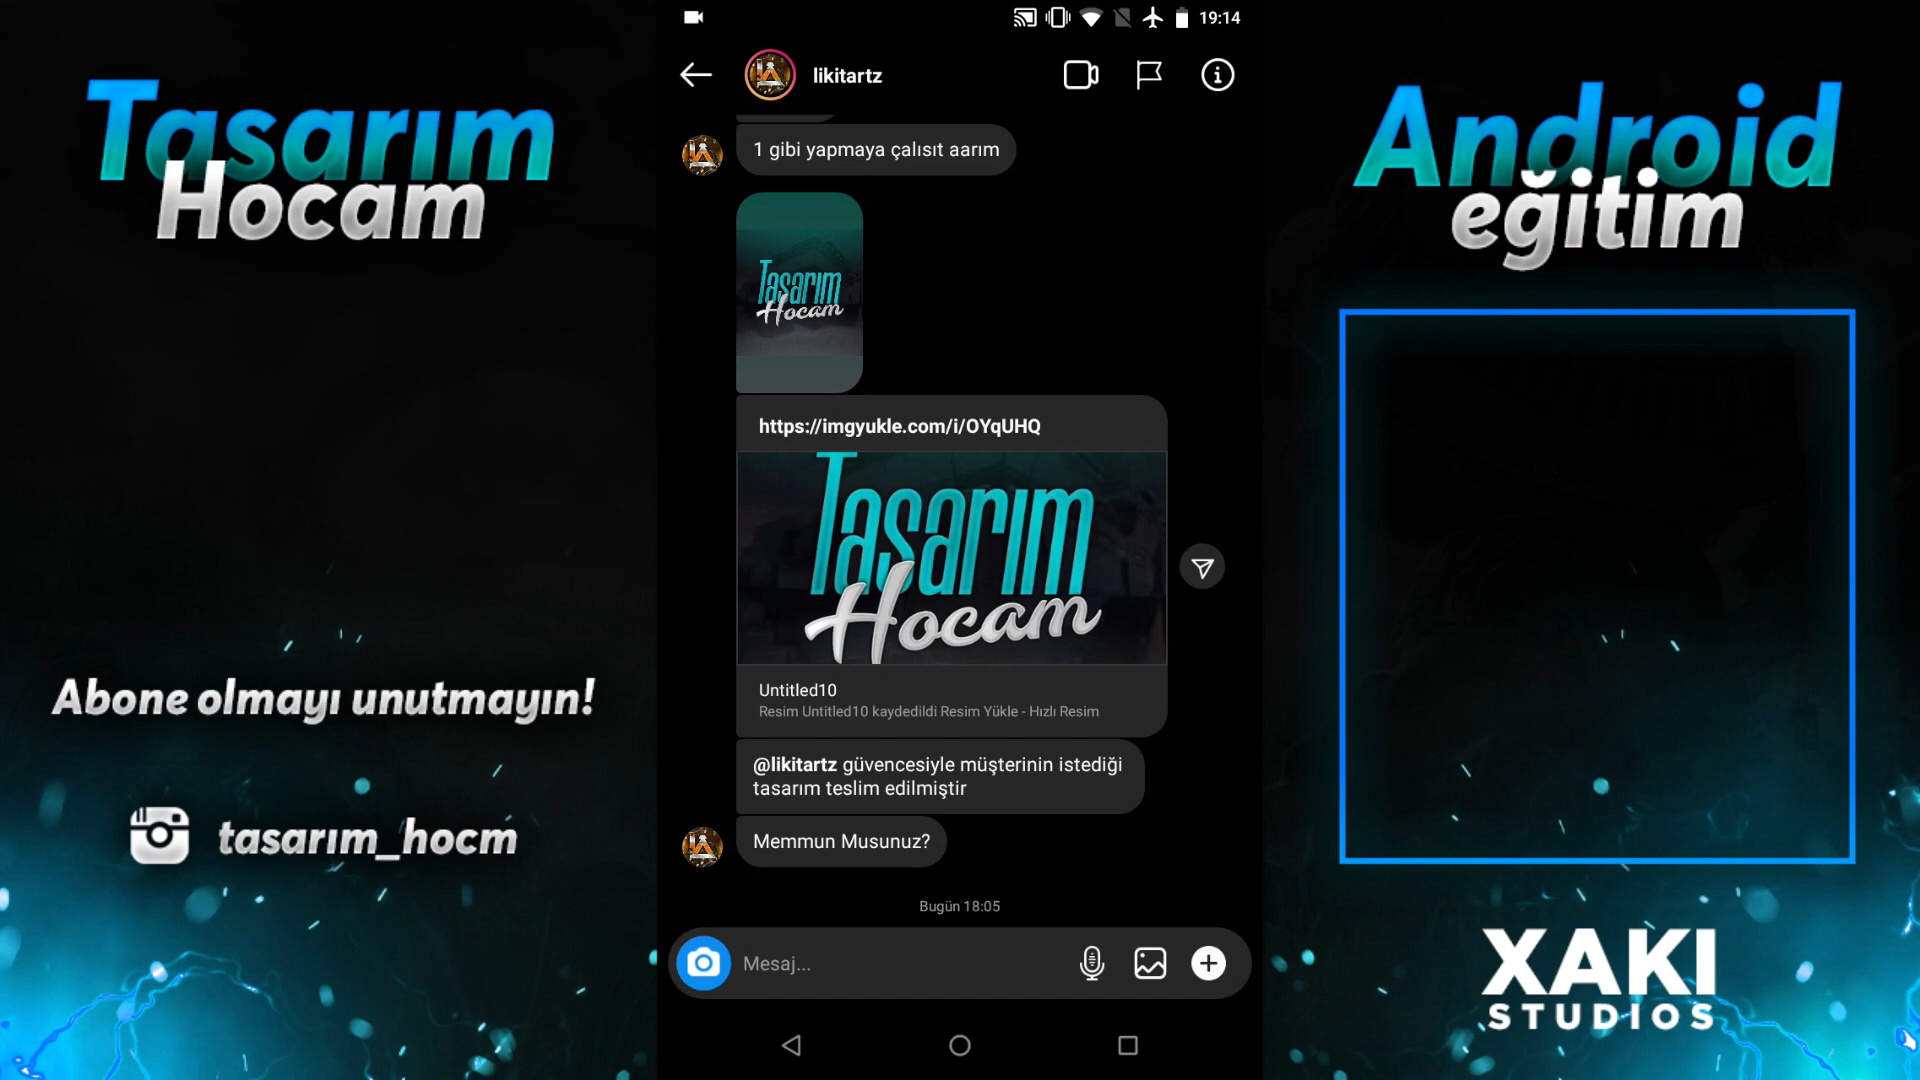 Tasarım
Hocam
Abone olmayı unutmayın!
tasarım_hocm
19:14
likitartz
1 gibi yapmaya çalısıt aarım
Tasarım
Hocam
https://imgyukle.com/i/OYqUHQ
Tasarım
Hocam
Untitled10
Resim Untitled10 kaydedildi Resim Yükle - Hızlı Resim
@likitartz güvencesiyle müşterinin istediği
tasarım teslim edilmiştir
Memmun Musunuz?
Bugün 18:05
Mesaj...
Android
eğitim
XAKI
STUDIOS